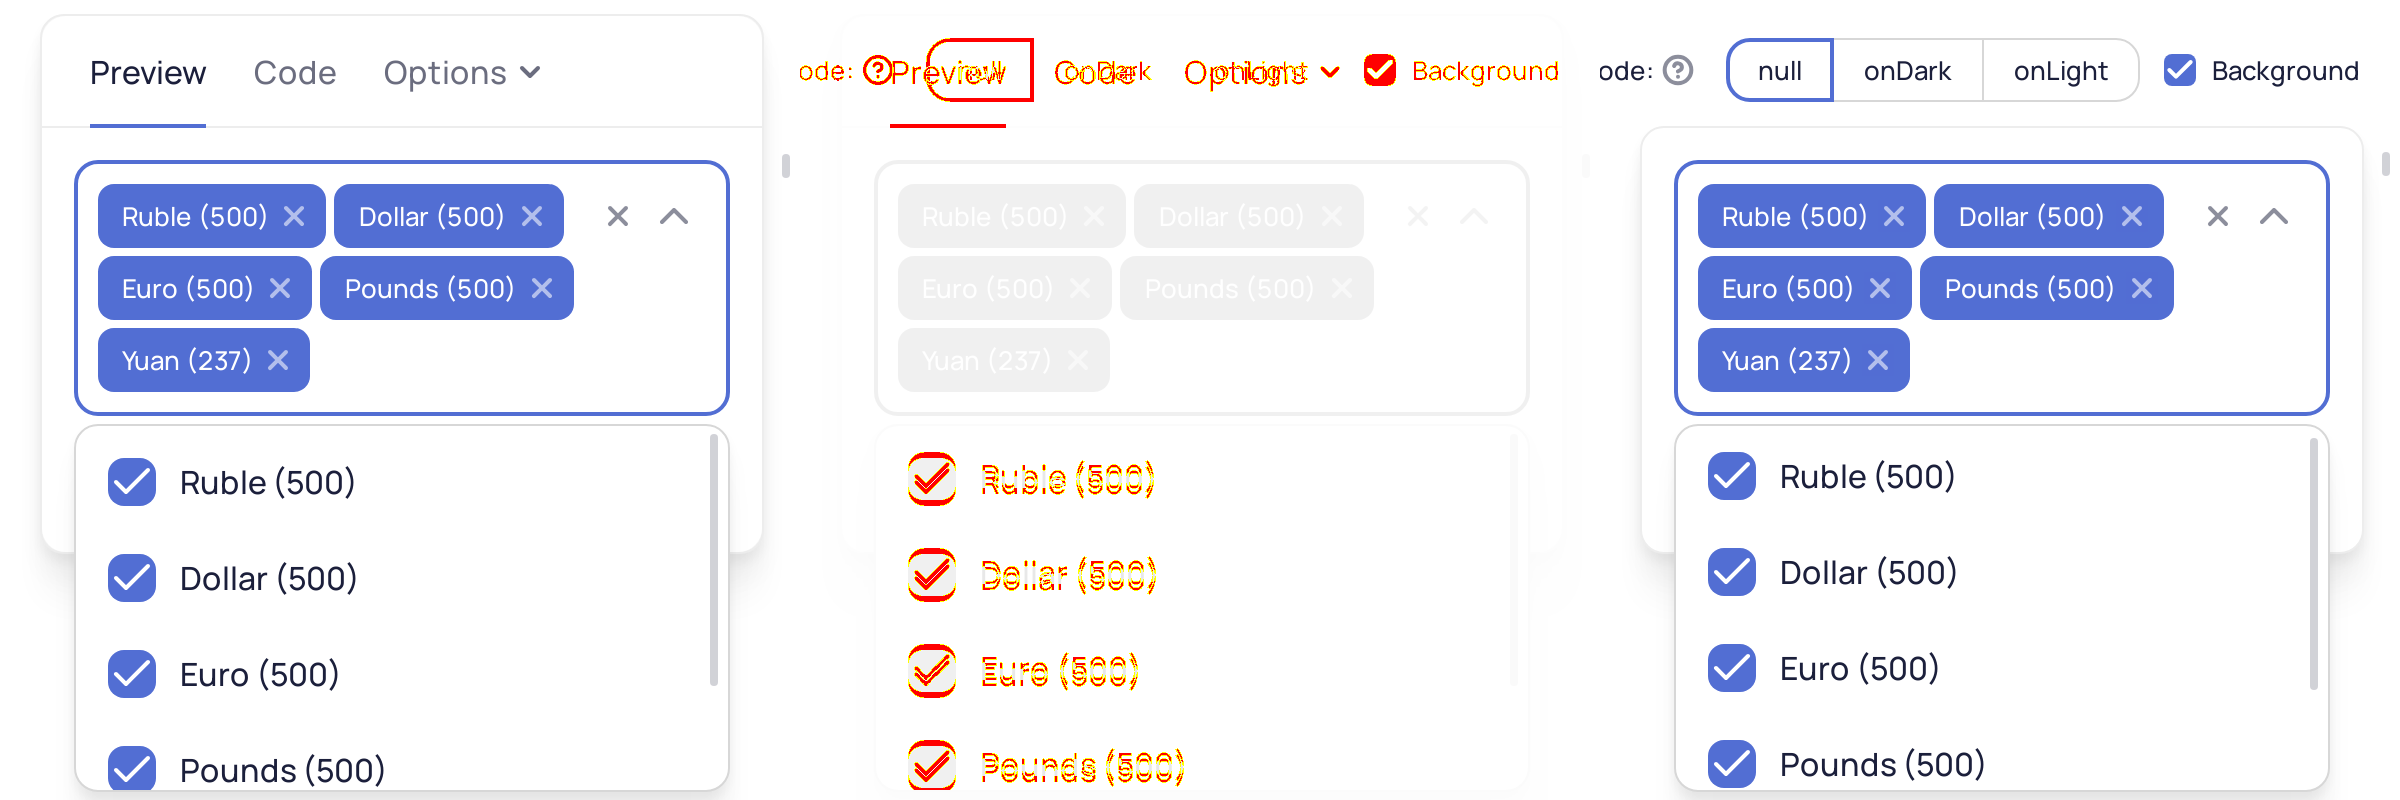 Preview Code Options
Ruble (500) Dollar (500)
Euro (500) Pounds (500)
Yuan (237)
Ruble (500)
Dollar (500)
Euro (500)
Pounds (500)
ode: Preview Code Options Background
Ruble (500) Dollar (500)
Euro (500) Pounds (500)
Yuan (237)
Ruble (500)
Dollar (500)
Euro (500)
Pounds (500)
ode: null onDark onLight Background
Ruble (500) Dollar (500)
Euro (500) Pounds (500)
Yuan (237)
Ruble (500)
Dollar (500)
Euro (500)
Pounds (500)